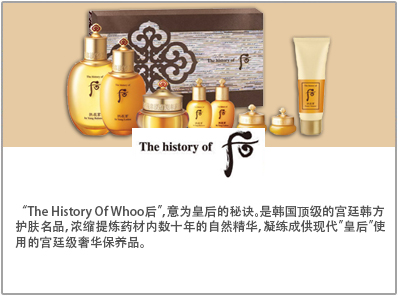 The history of
后
The history of 后
“The History Of Whoo后”,意为皇后的秘诀。是韩国顶级的宫廷韩方
护肤名品, 浓缩提炼药材内数十年的自然精华, 凝练成供现代"皇后"使
用的宫廷级奢华保养品。